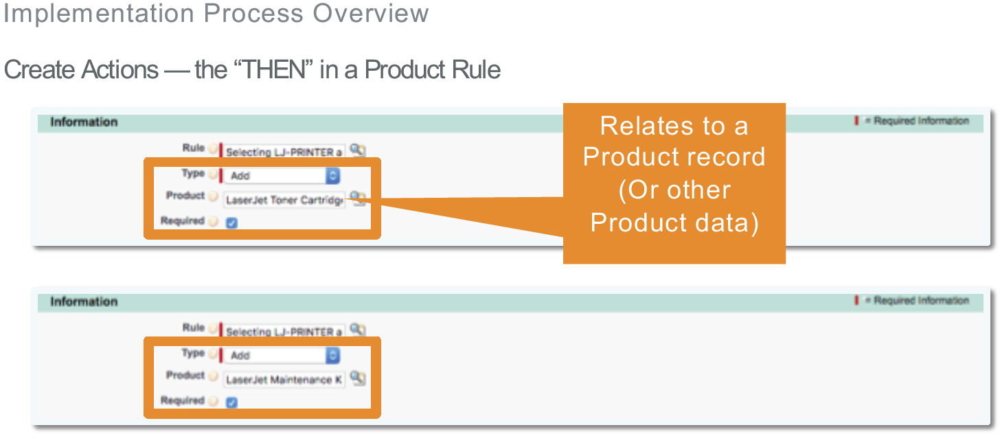 Implementation Process Overview
Create Actions — the “THEN” in a Product Rule
Information
= Required Information
Rule
Selecting LJ-PRINTER a
Type
Add
Product
LaserJet Toner Cartridg
Required
Relates to a
Product record
(Or other
Product data)
Information
= Required Information
Rule
Selecting LJ-PRINTER a
Type
Add
Product
LaserJet Maintenance K
Required